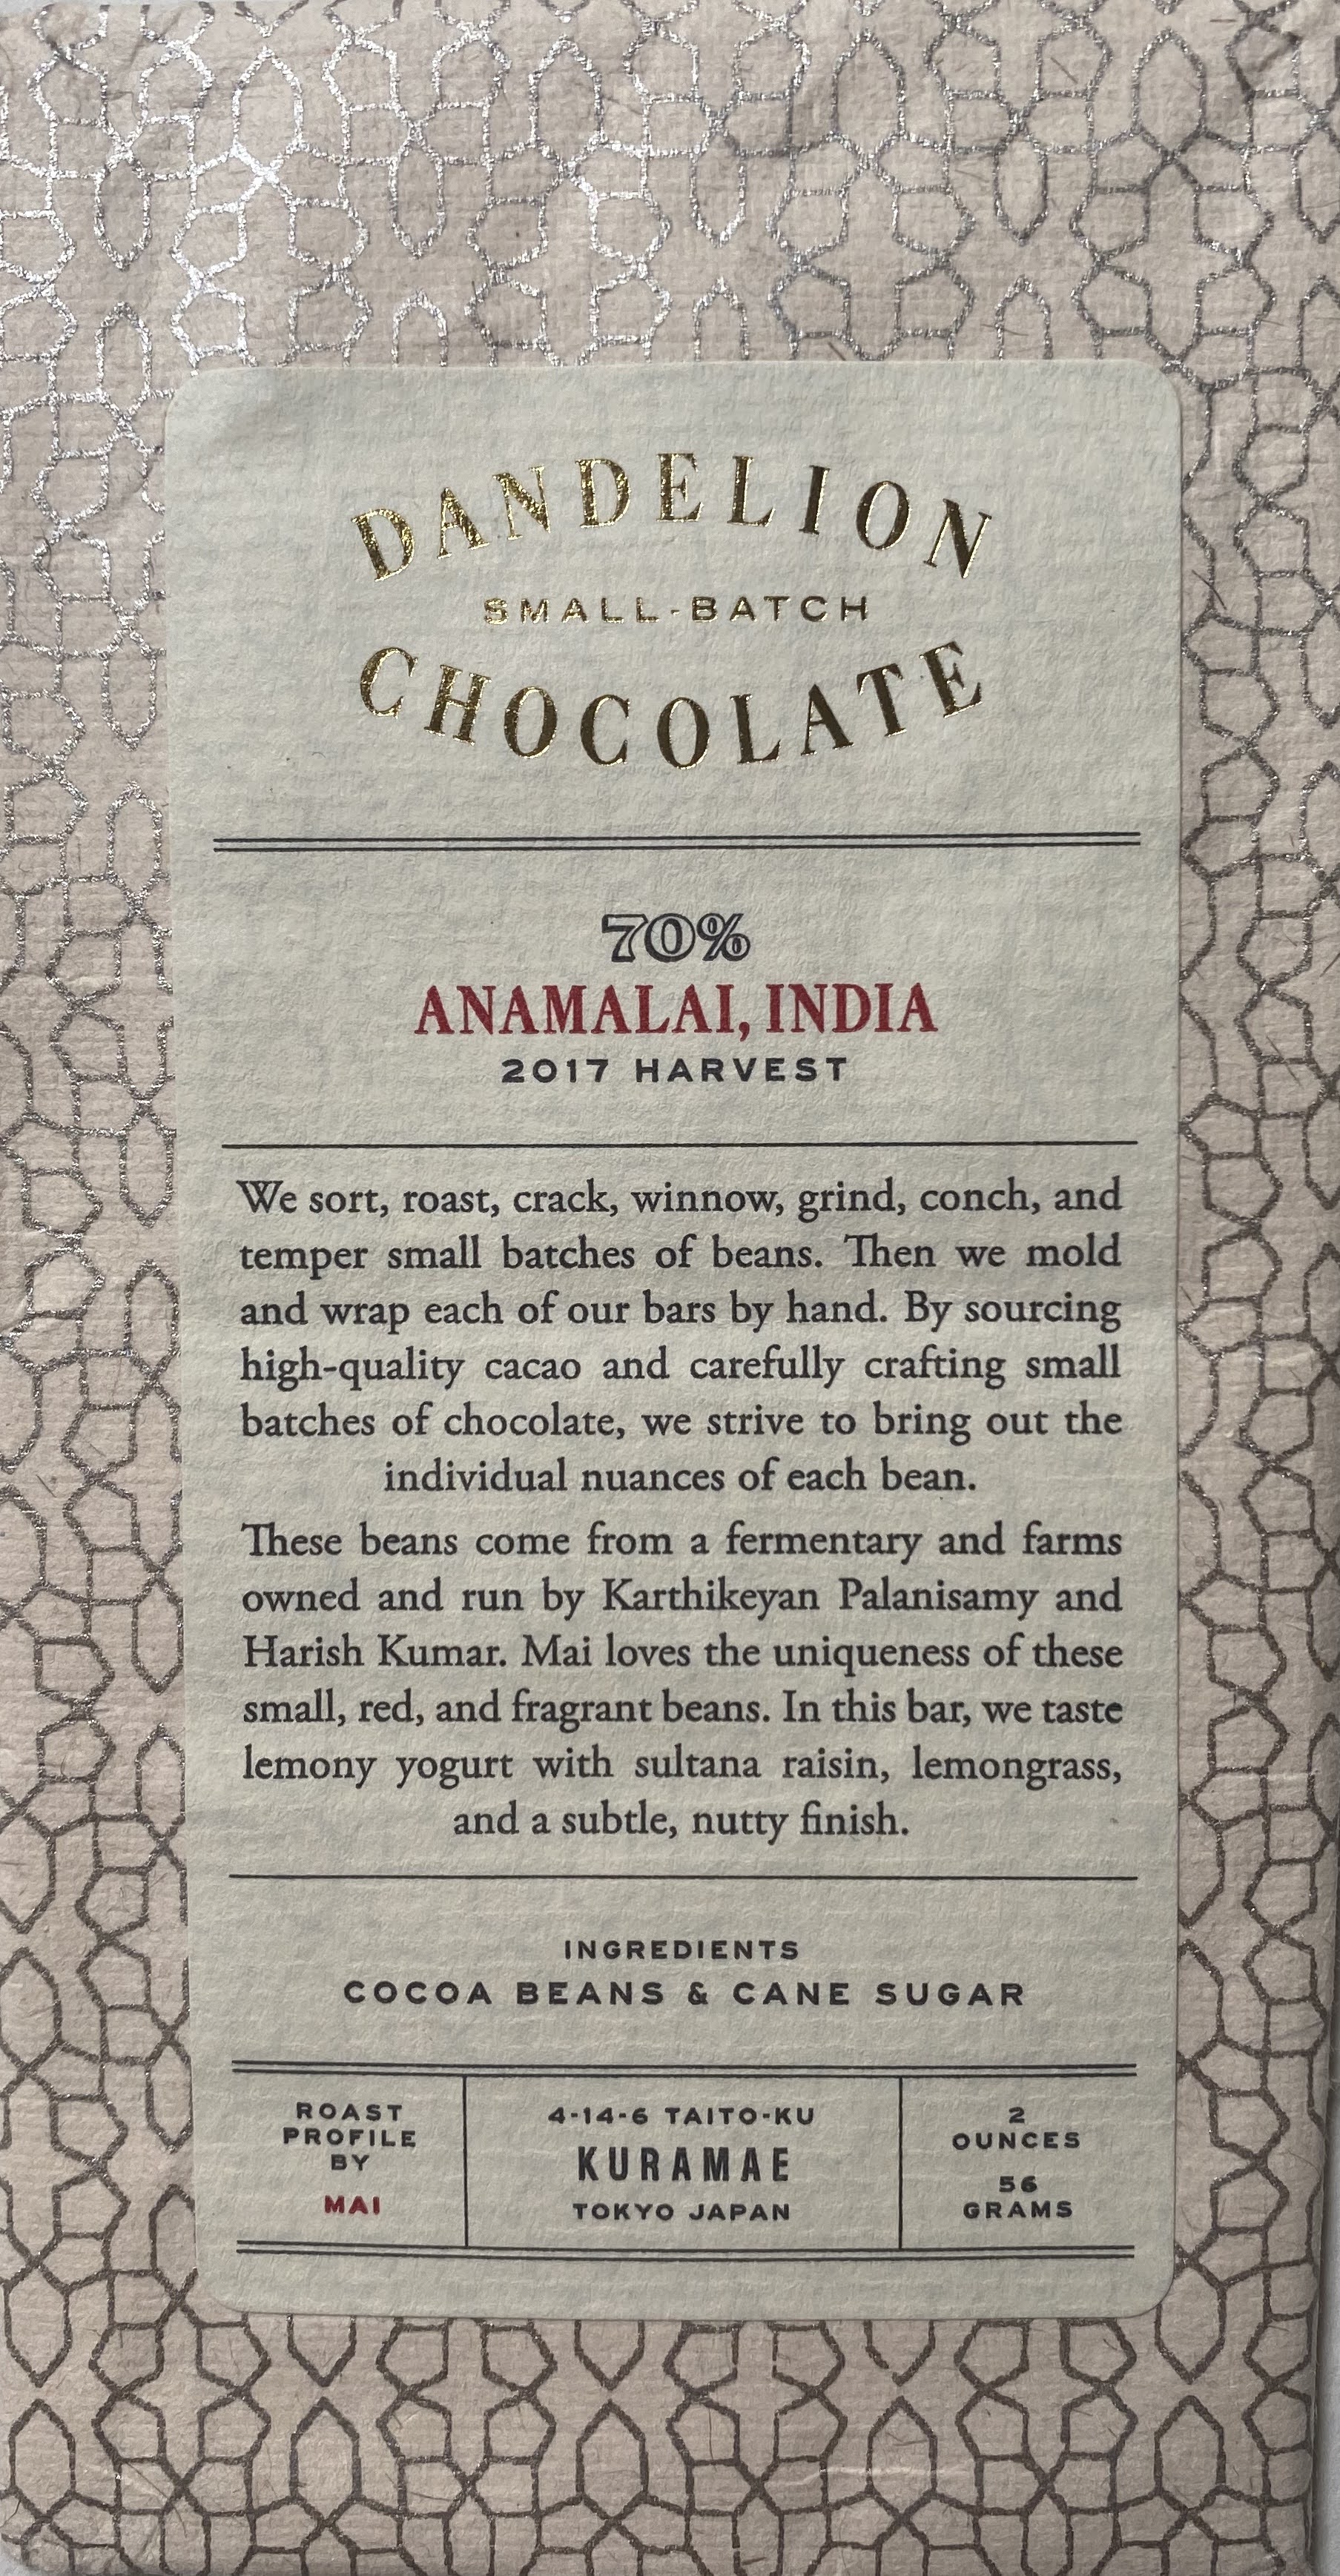 DANDELION
SMALL-BATCH
CHOCOLATE
70%
ANAMALAI, INDIA
2017 HARVEST
We sort, roast, crack, winnow, grind, conch, and
temper small batches of beans. Then we mold
and wrap each of our bars by hand. By sourcing
high-quality cacao and carefully crafting small
batches of chocolate, we strive to bring out the
individual nuances of each bean.
These beans come from a fermentary and farms
owned and run by Karthikeyan Palanisamy and
Harish Kumar. Mai loves the uniqueness of these
small, red, and fragrant beans. In this bar, we taste
lemony yogurt with sultana raisin, lemongrass,
and a subtle, nutty finish.
INGREDIENTS
COCOA BEANS & CANE SUGAR
ROAST
PROFILE
BY
MAI
4-14-6 TAITO-KU
KURAMAE
TOKYO JAPAN
2
OUNCES
56
GRAMS